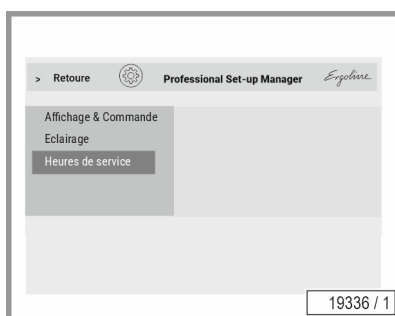 > Retoure Professional Set-up Manager Ergoline
Affichage & Commande
Eclairage
Heures de service
19336 / 1